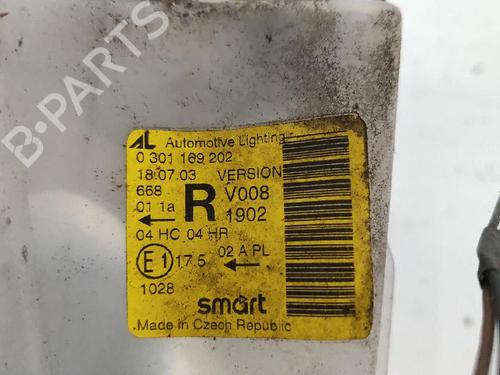 B-PARTS
AL Automotive Lighting
0 301 169 202
18.07.03 VERSION
668 R V008
01 1a 1902
04 HC 04 HR
E1 17.5 02 A PL
1028
smart
Made in Czech Republic